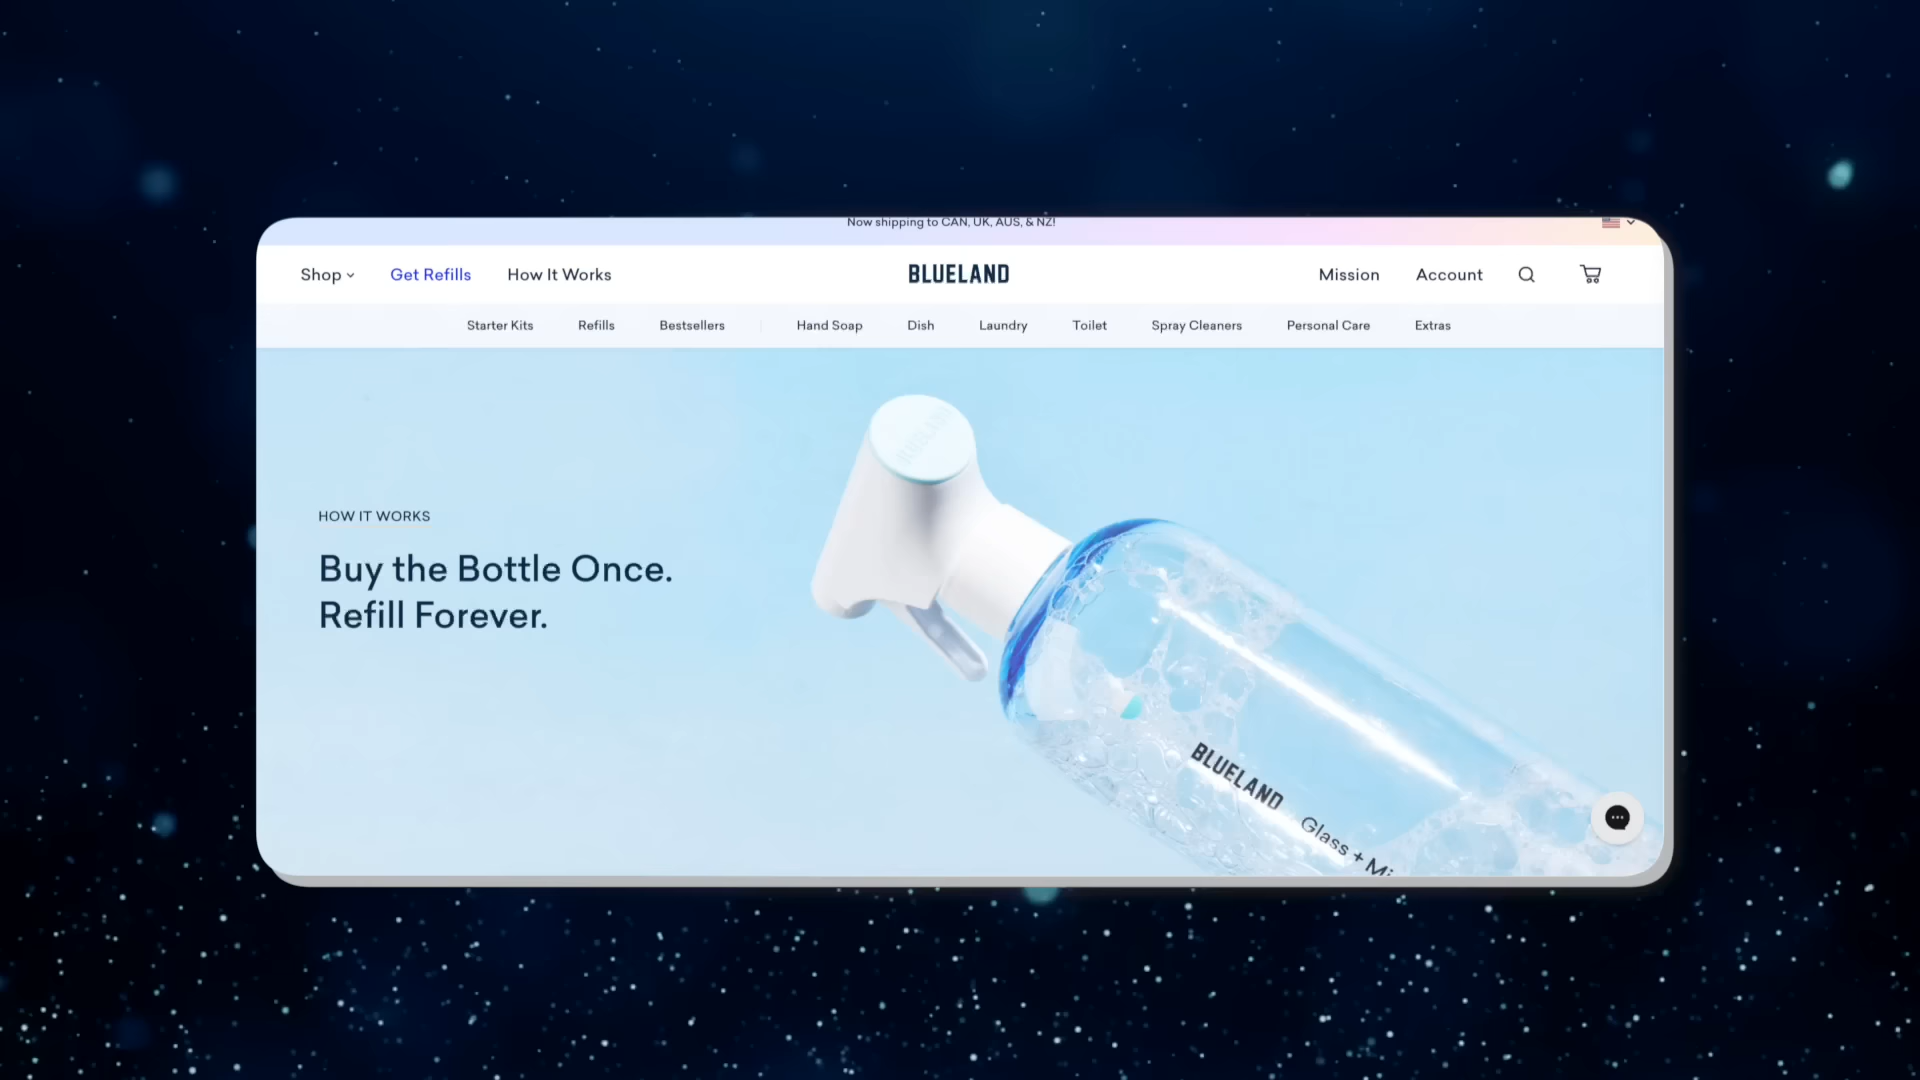 Now shipping to CAN, UK, AUS, & NZ!
Shop Get Refills How It Works BLUELAND Mission Account
Starter Kits Refills Bestsellers Hand Soap Dish Laundry Toilet Spray Cleaners Personal Care Extras
HOW IT WORKS
Buy the Bottle Once.
Refill Forever.
BLUELAND
BLUELAND
Glass +